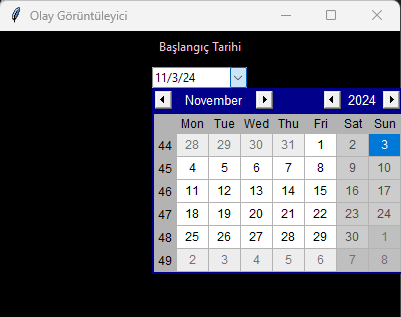 Olay Görüntüleyici
Başlangıç Tarihi
11/3/24
November 2024
Mon Tue Wed Thu Fri Sat Sun
44 28 29 30 31 1 2 3
45 4 5 6 7 8 9 10
46 11 12 13 14 15 16 17
47 18 19 20 21 22 23 24
48 25 26 27 28 29 30 1
49 2 3 4 5 6 7 8